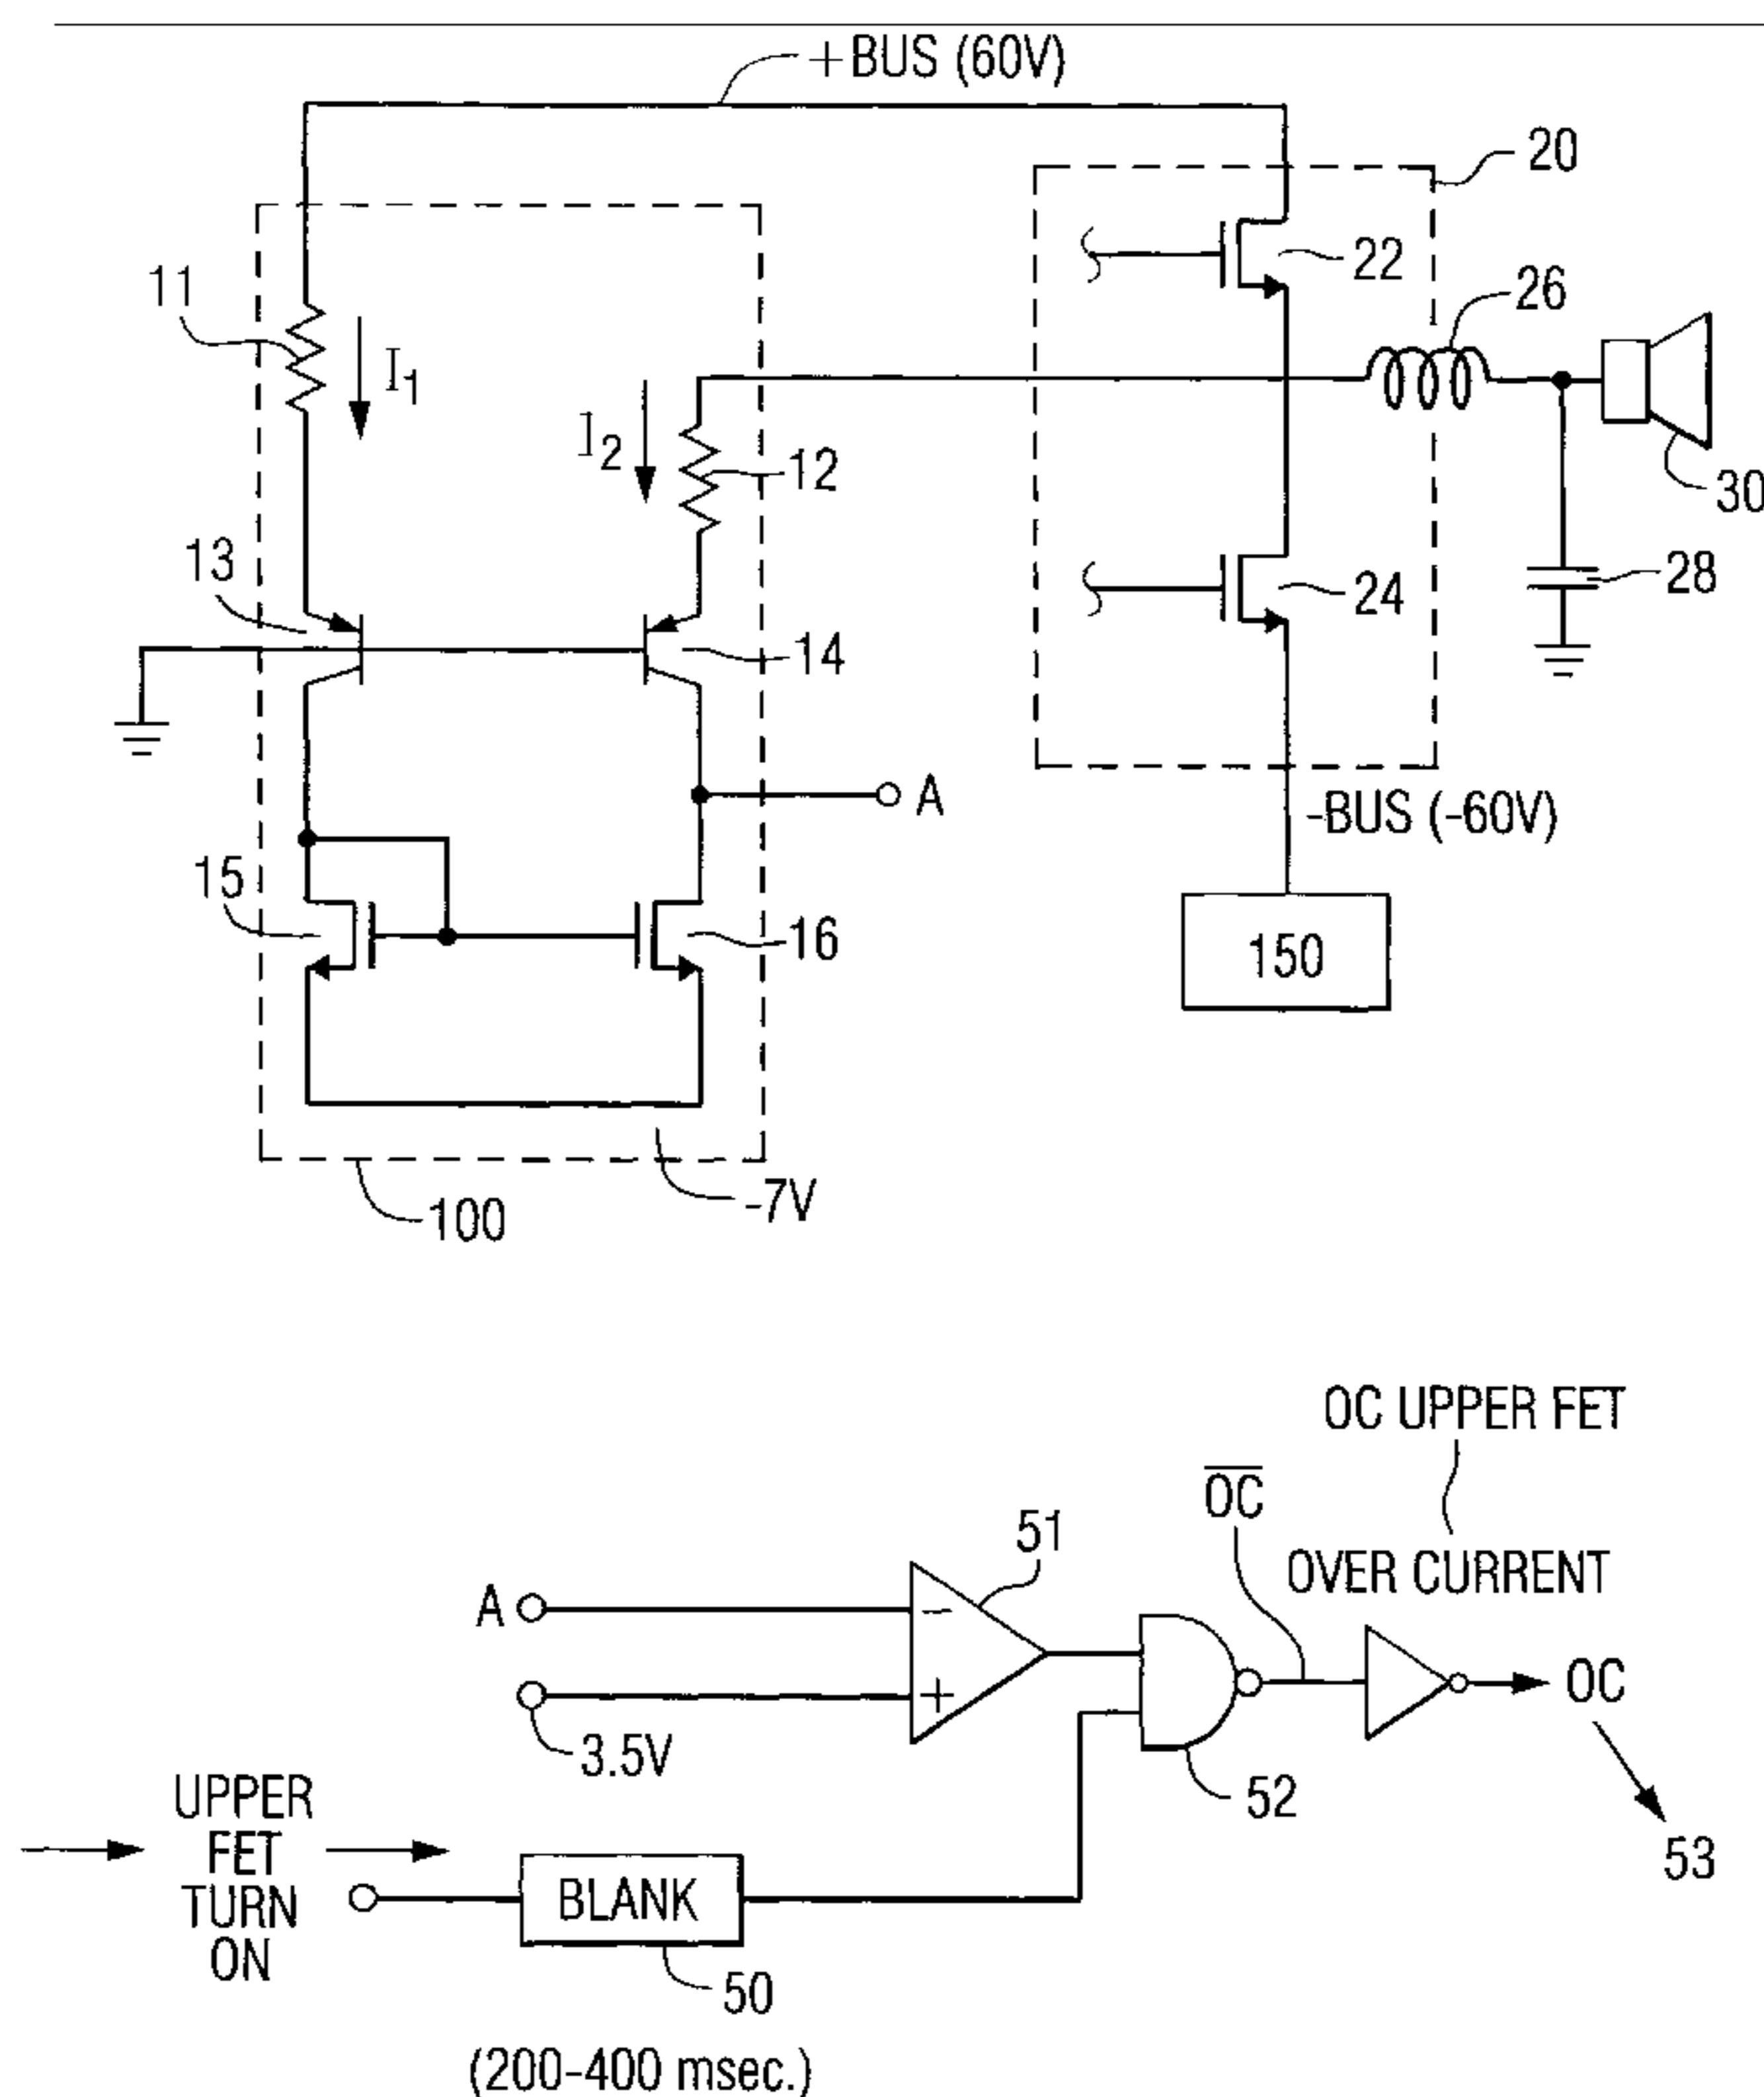 +BUS (60V)
20
22
11
I1
26
I2
12
30
13
28
24
14
A
-BUS (-60V)
15
16
150
-7V
100
OC UPPER FET
OC
51
OVER CURRENT
A
-
+
OC
3.5V
52
UPPER
FET
TURN
ON
53
BLANK
50
(200-400 msec.)